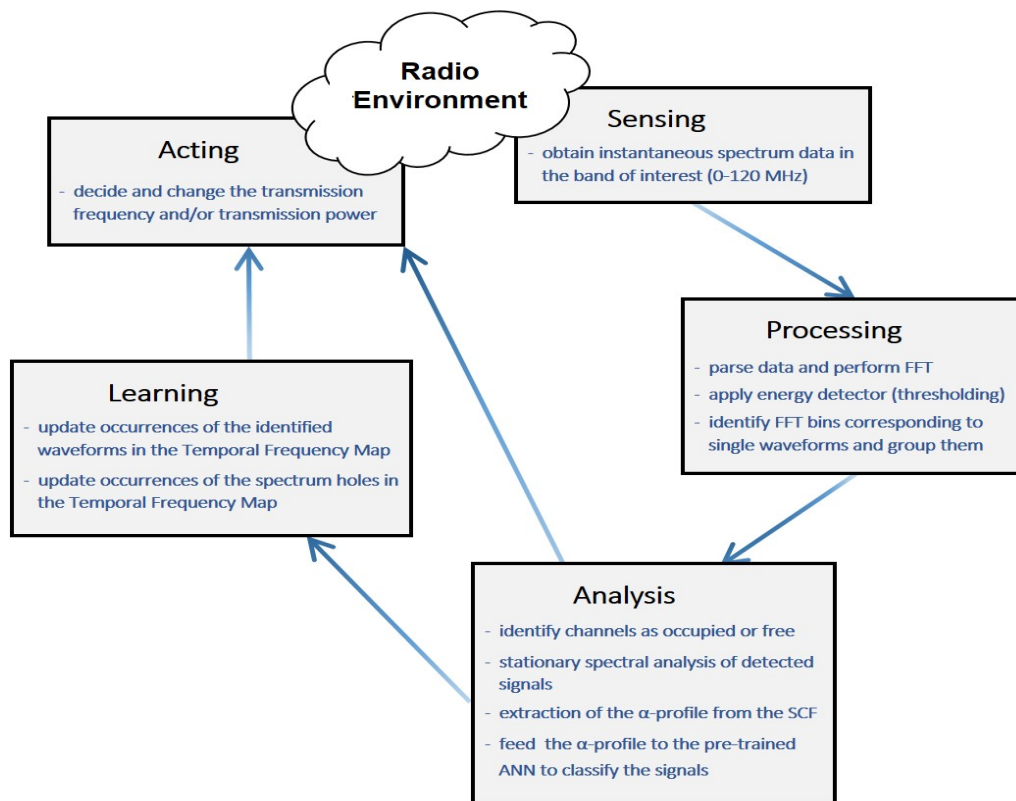 Radio
Environment
Sensing
- obtain instantaneous spectrum data in
the band of interest (0-120 MHz)
Processing
- parse data and perform FFT
- apply energy detector (thresholding)
- identify FFT bins corresponding to
single waveforms and group them
Analysis
- identify channels as occupied or free
- stationary spectral analysis of detected
signals
- extraction of the α-profile from the SCF
- feed the α-profile to the pre-trained
ANN to classify the signals
Learning
- update occurrences of the identified
waveforms in the Temporal Frequency Map
- update occurrences of the spectrum holes in
the Temporal Frequency Map
Acting
- decide and change the transmission
frequency and/or transmission power